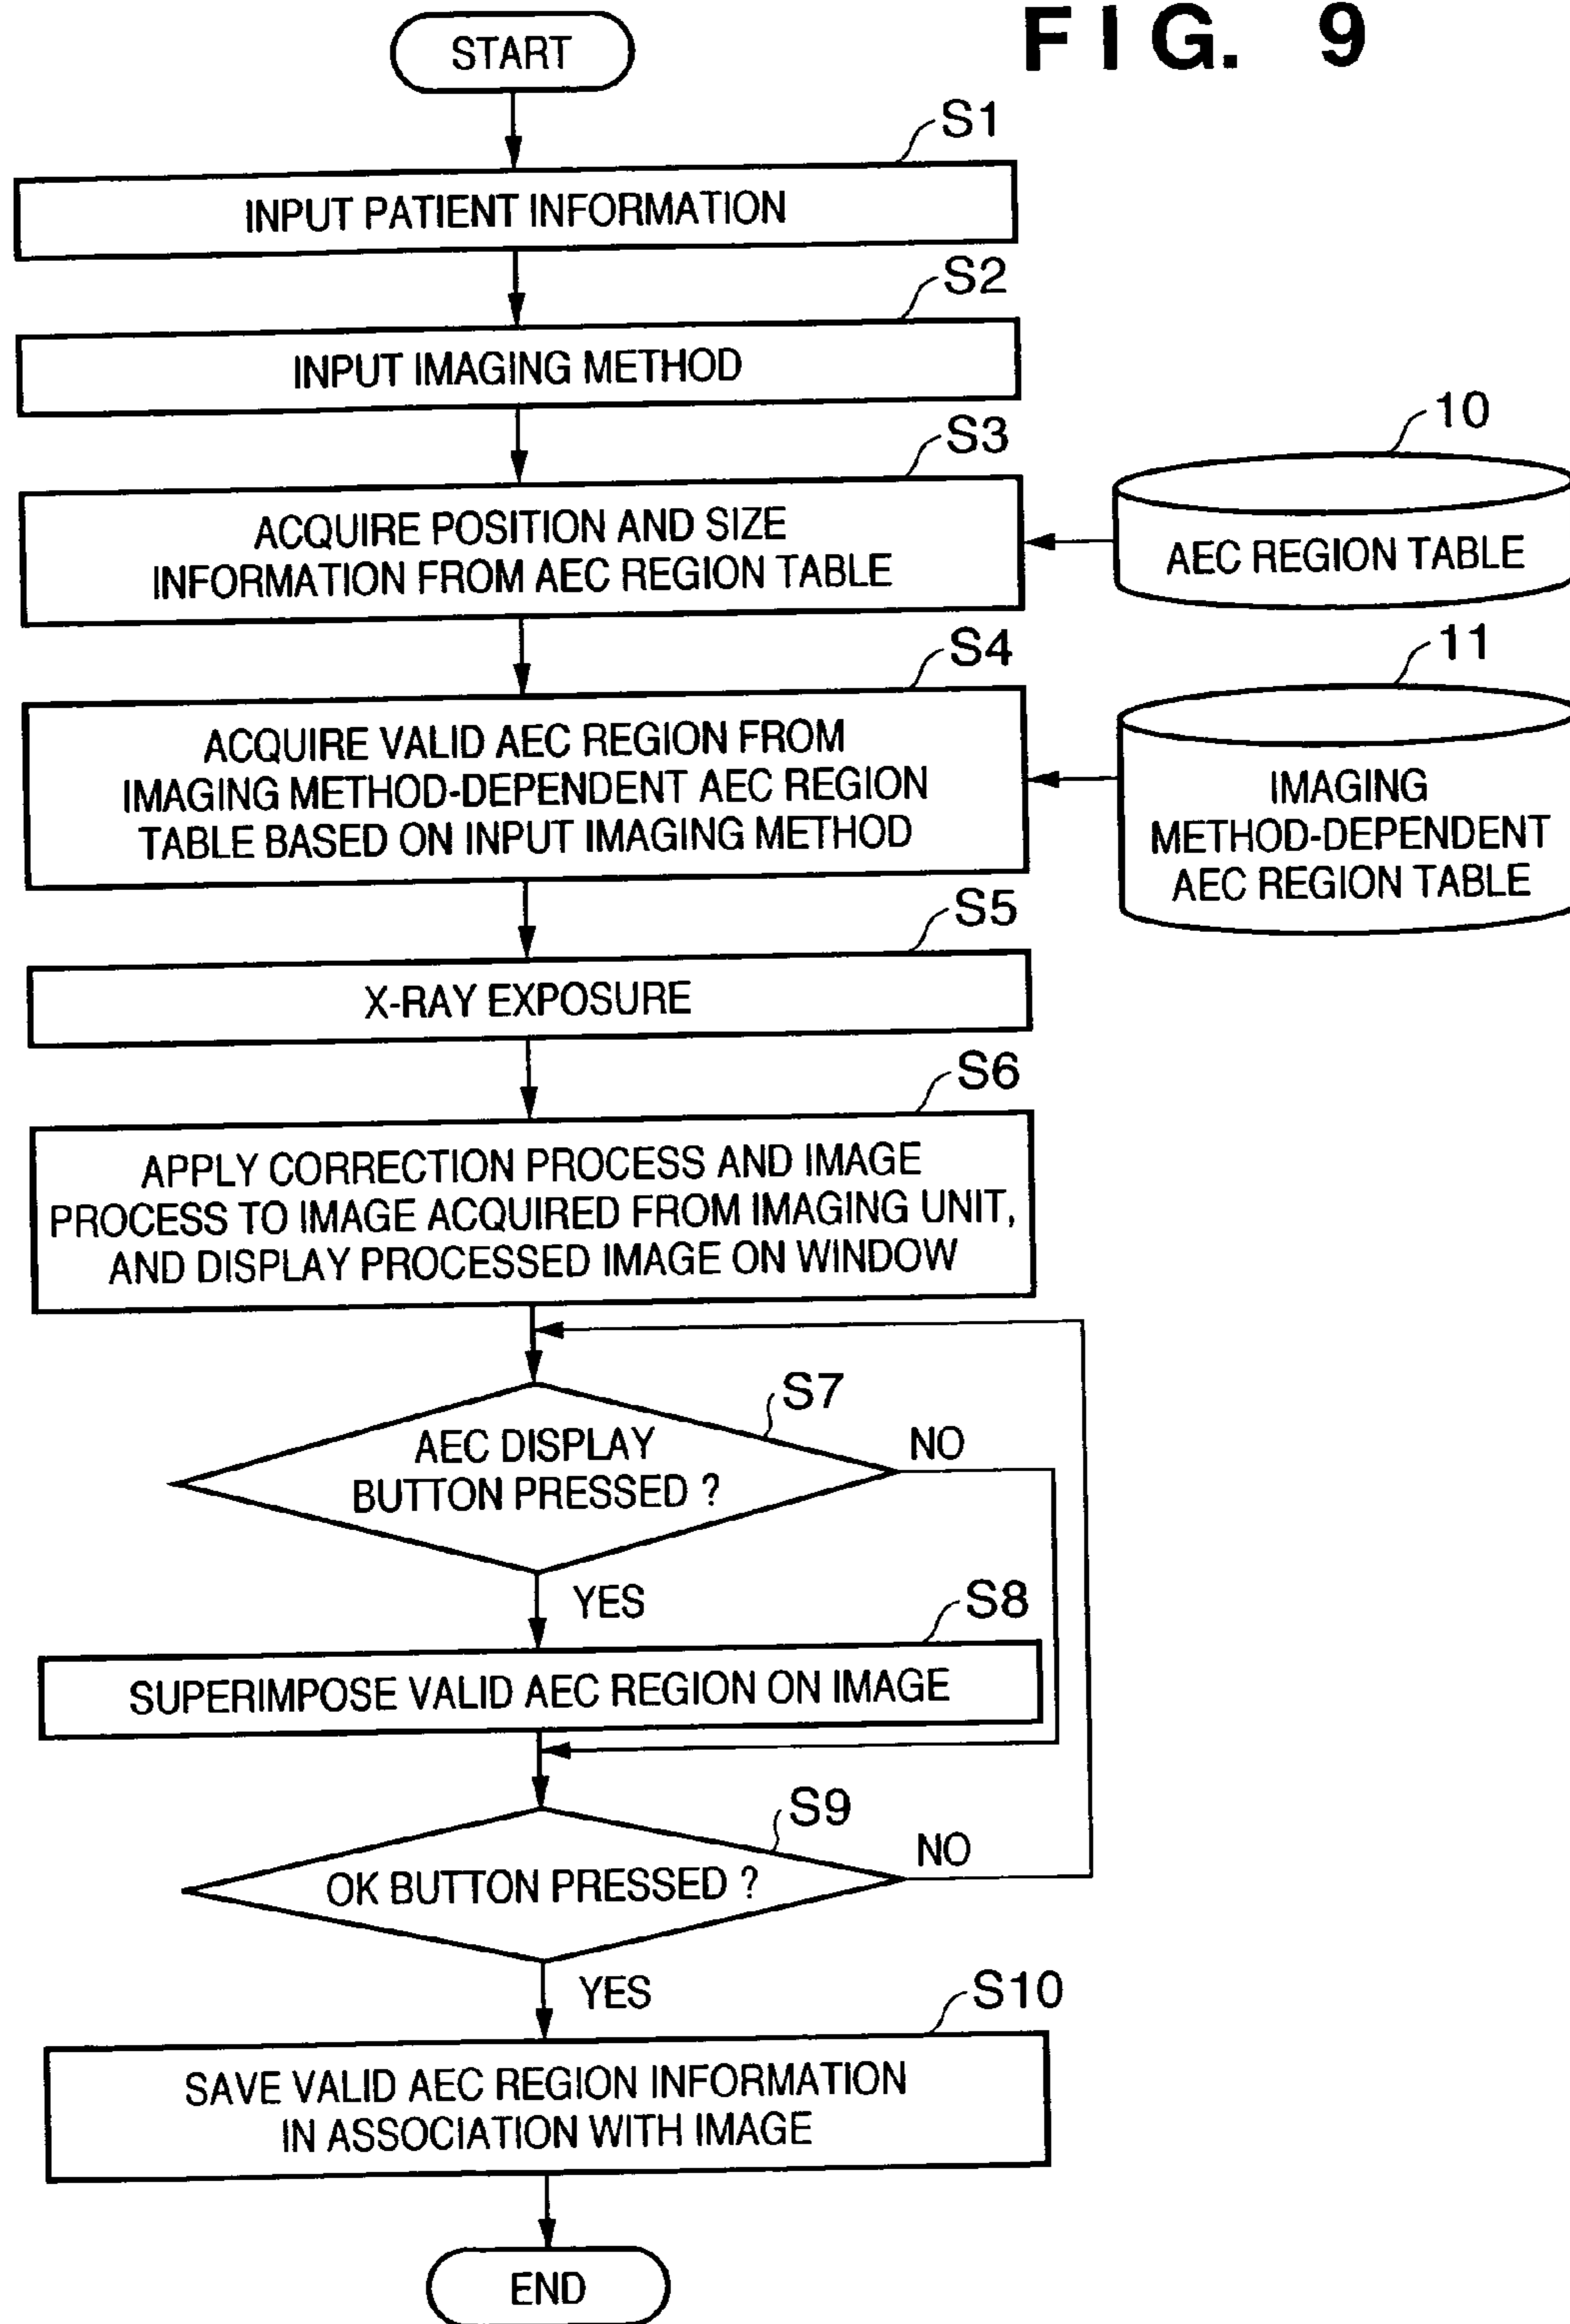 FIG. 9
START
S1
INPUT PATIENT INFORMATION
S2
INPUT IMAGING METHOD
S3
ACQUIRE POSITION AND SIZE
INFORMATION FROM AEC REGION TABLE
10
AEC REGION TABLE
S4
ACQUIRE VALID AEC REGION FROM
IMAGING METHOD-DEPENDENT AEC REGION
TABLE BASED ON INPUT IMAGING METHOD
11
IMAGING
METHOD-DEPENDENT
AEC REGION TABLE
S5
X-RAY EXPOSURE
S6
APPLY CORRECTION PROCESS AND IMAGE
PROCESS TO IMAGE ACQUIRED FROM IMAGING UNIT,
AND DISPLAY PROCESSED IMAGE ON WINDOW
S7
AEC DISPLAY
BUTTON PRESSED ?
NO
YES
S8
SUPERIMPOSE VALID AEC REGION ON IMAGE
S9
OK BUTTON PRESSED ?
NO
YES
S10
SAVE VALID AEC REGION INFORMATION
IN ASSOCIATION WITH IMAGE
END